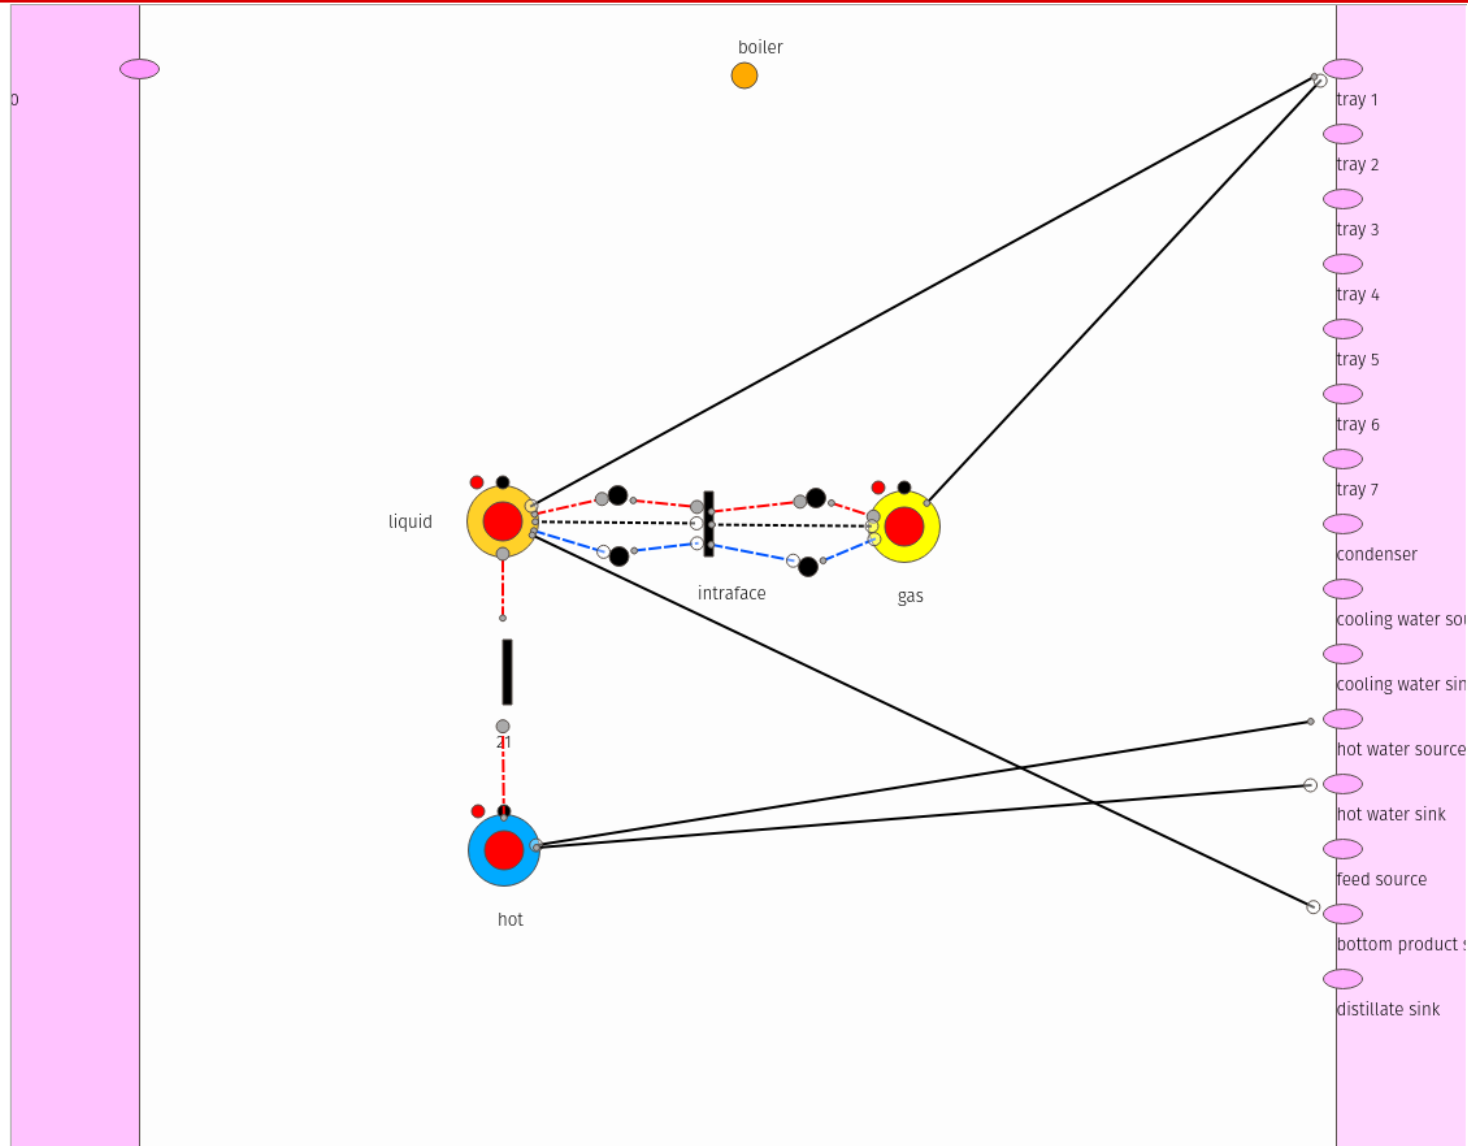 boiler
0
tray 1
tray 2
tray 3
tray 4
tray 5
tray 6
tray 7
liquid
condenser
intraface
gas
cooling water sou
cooling water sin
21
hot water source
hot water sink
feed source
hot
bottom product s
distillate sink